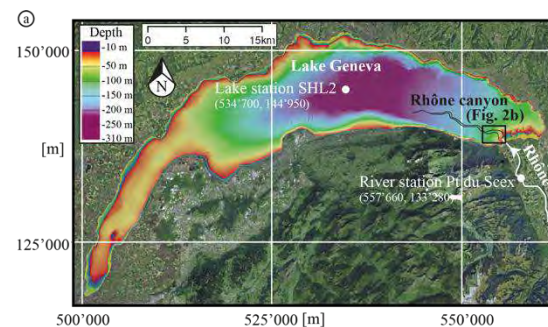 a
Depth
-10 m
-50 m
-100 m
-150 m
-200 m
-250 m
-310 m
0 5 10 15km
N
150’000
[m]
125’000
Lake Geneva
Lake station SHL2
(534’700, 144’950)
Rhône canyon
(Fig. 2b)
Rhône
River station Pt du Scex
(557’660, 133’280)
500’000
525’000
[m]
550’000